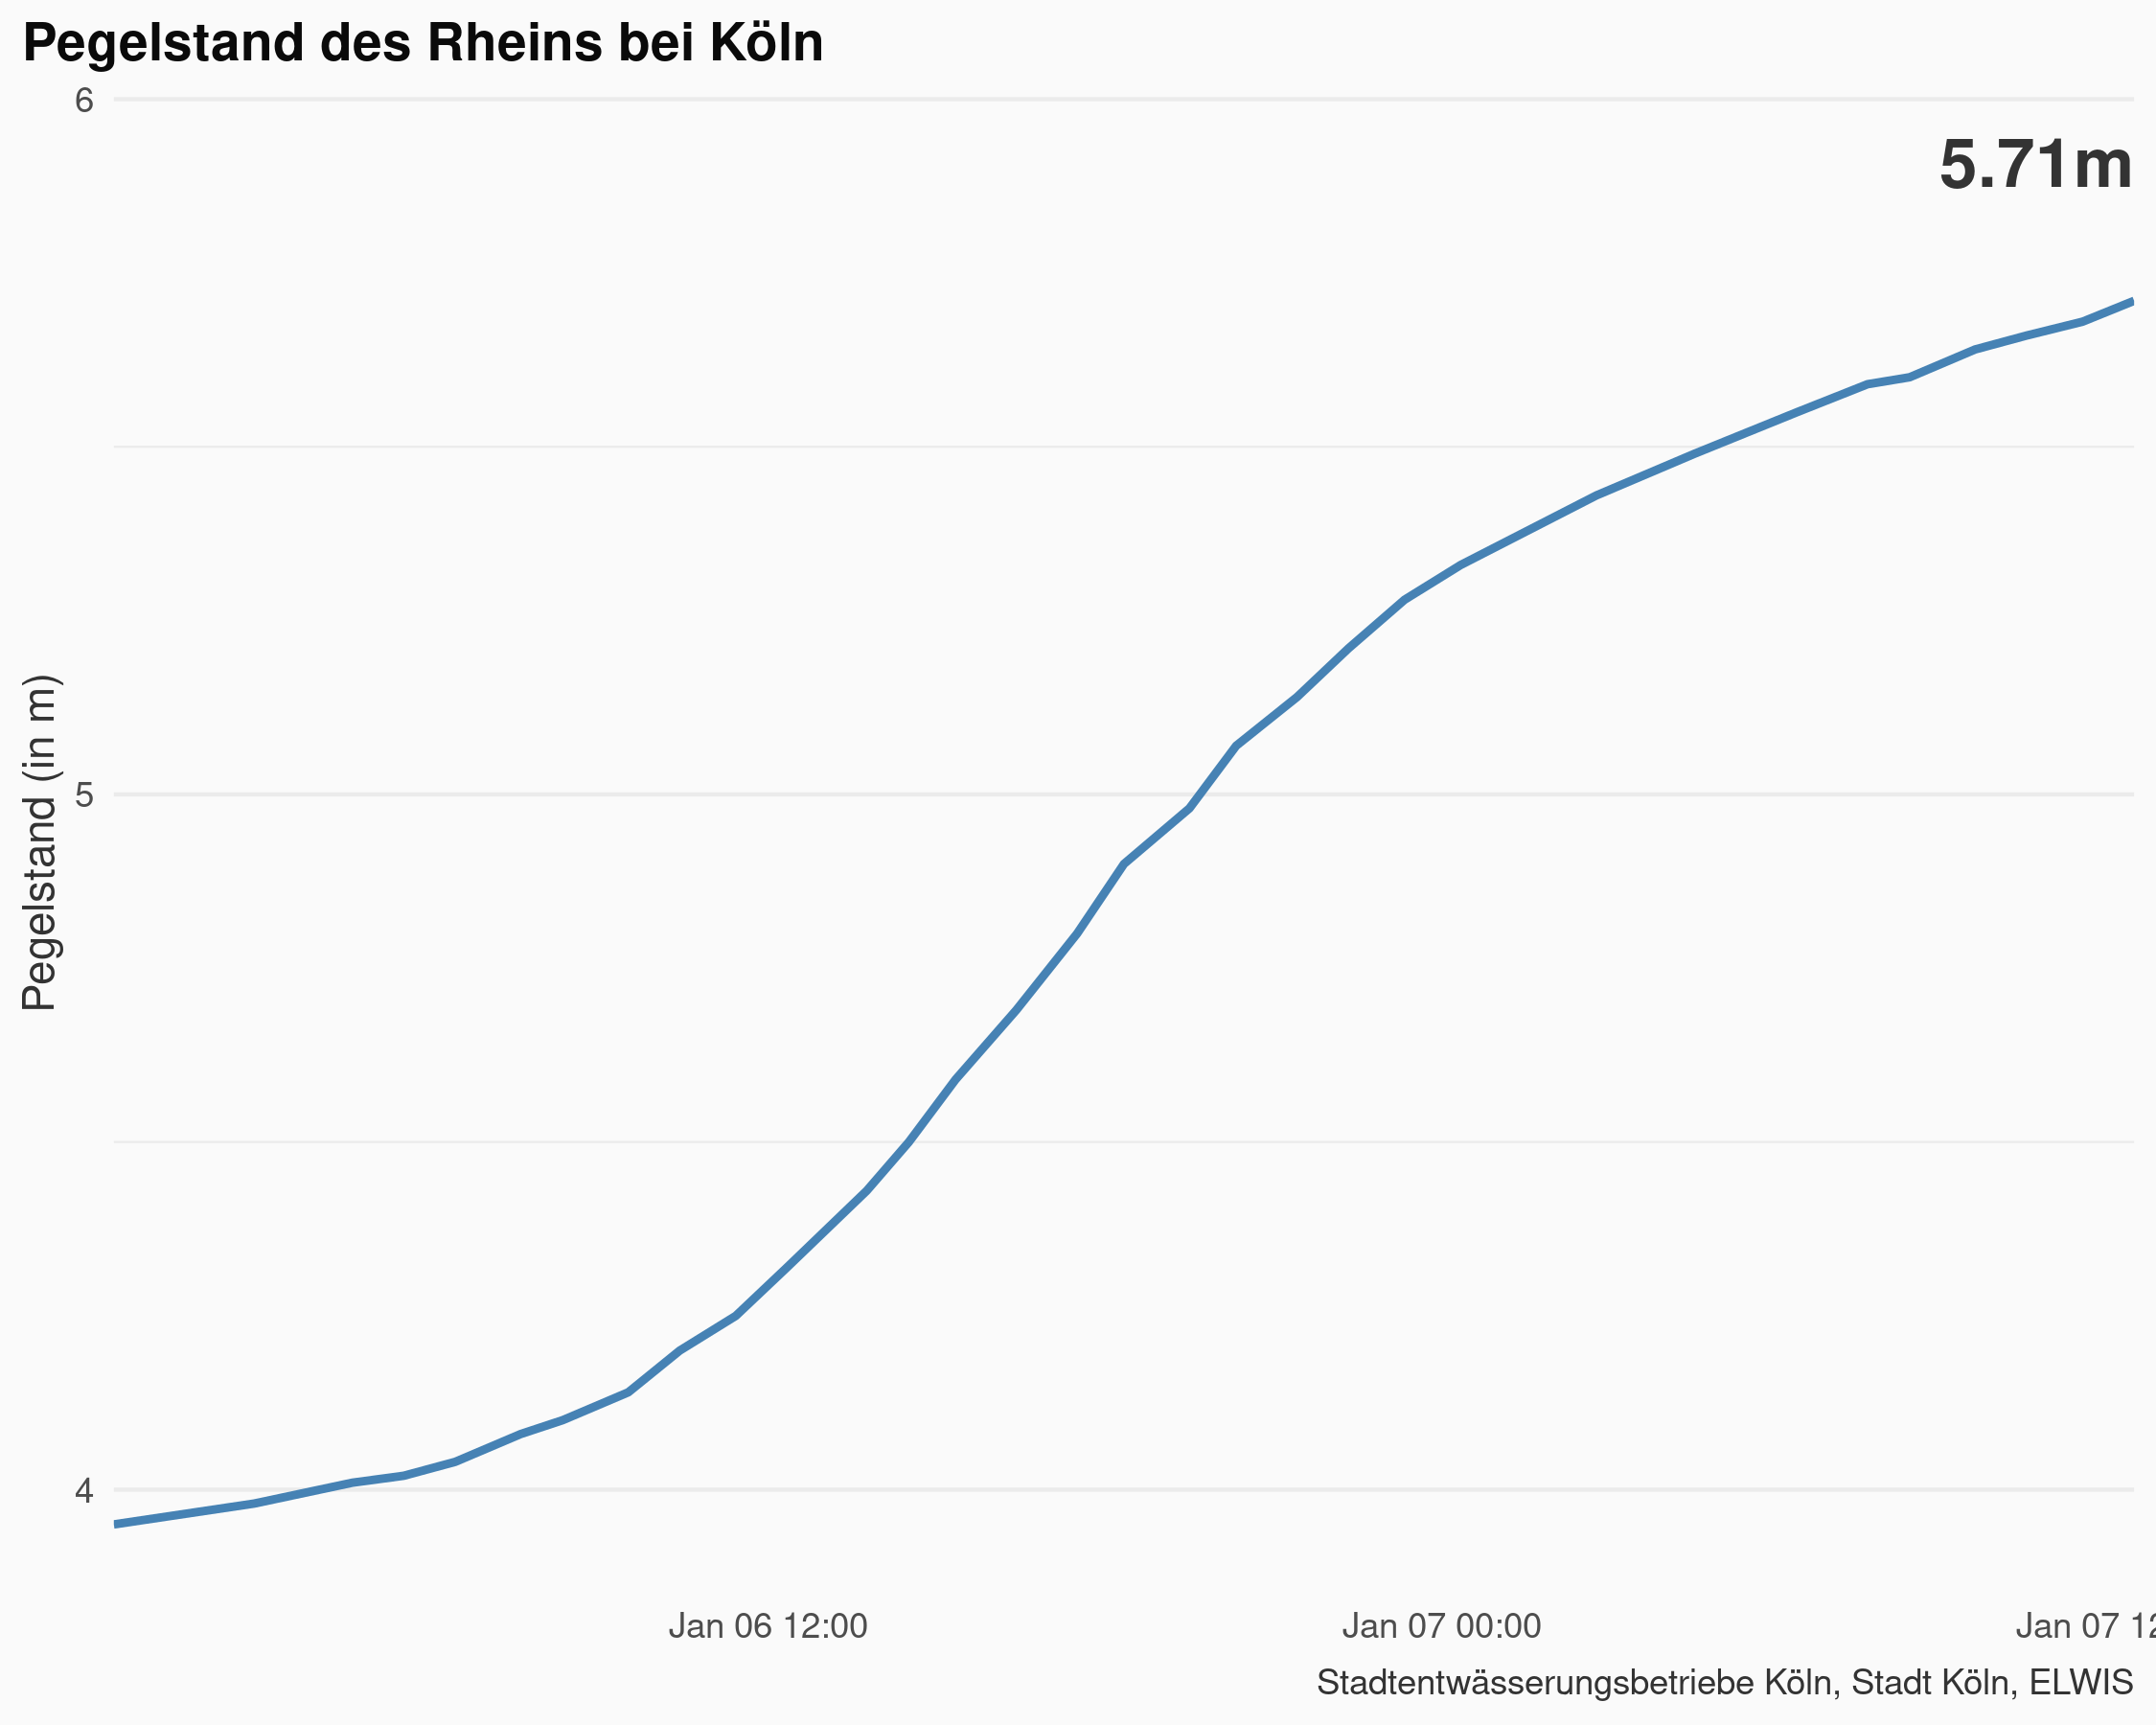 Pegelstand des Rheins bei Köln
6
5.71m
Pegelstand (in m)
5
4
Jan 06 12:00
Jan 07 00:00
Jan 07 12
Stadtentwässerungsbetriebe Köln, Stadt Köln, ELWIS